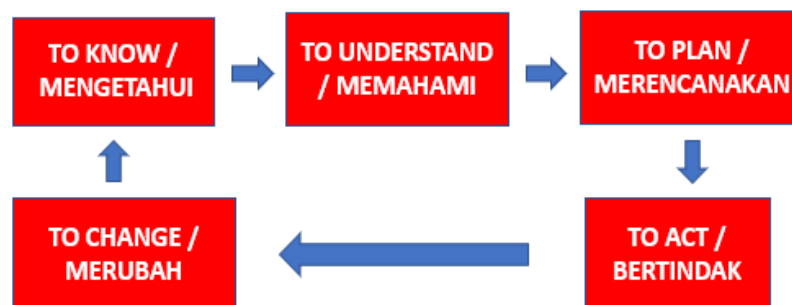 TO KNOW /
MENGETAHUI
TO UNDERSTAND
/ MEMAHAMI
TO PLAN /
MERENCANAKAN
TO ACT /
BERTINDAK
TO CHANGE /
MERUBAH